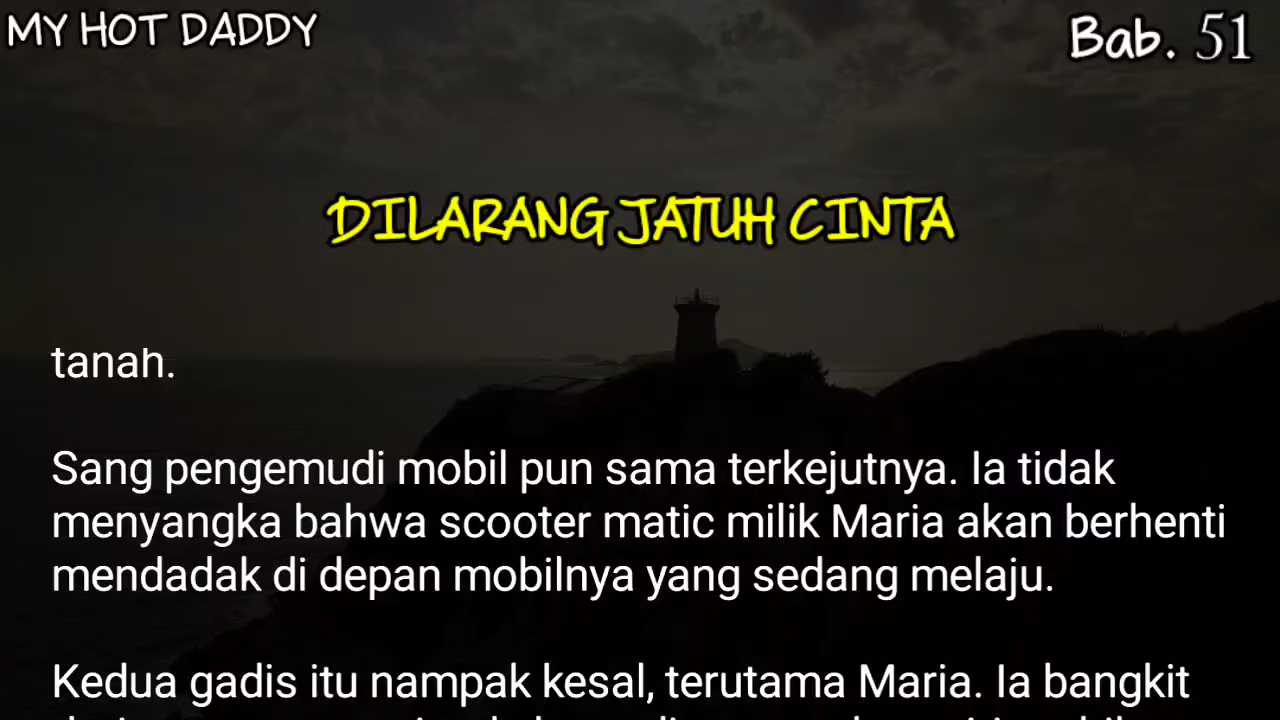 MY HOT DADDY
Bab. 51
DILARANG JATUH CINTA
tanah.
Sang pengemudi mobil pun sama terkejutnya. Ia tidak
menyangka bahwa scooter matic milik Maria akan berhenti
mendadak di depan mobilnya yang sedang melaju.
Kedua gadis itu nampak kesal, terutama Maria. Ia bangkit